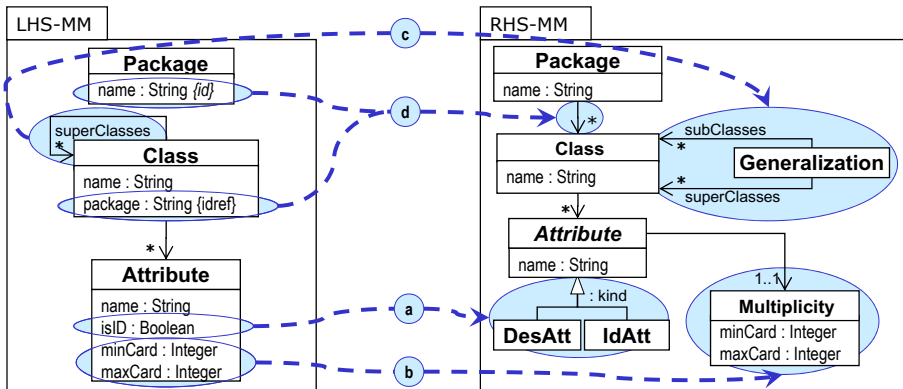 LHS-MM
Package
name : String {id}
superClasses
*
Class
name : String
package : String {idref}
*
Attribute
name : String
isID : Boolean
minCard : Integer
maxCard : Integer
c
d
a
b
RHS-MM
Package
name : String
*
Class
name : String
subClasses
*
Generalization
*
superClasses
*
Attribute
name : String
1..1
: kind
DesAtt
IdAtt
Multiplicity
minCard : Integer
maxCard : Integer